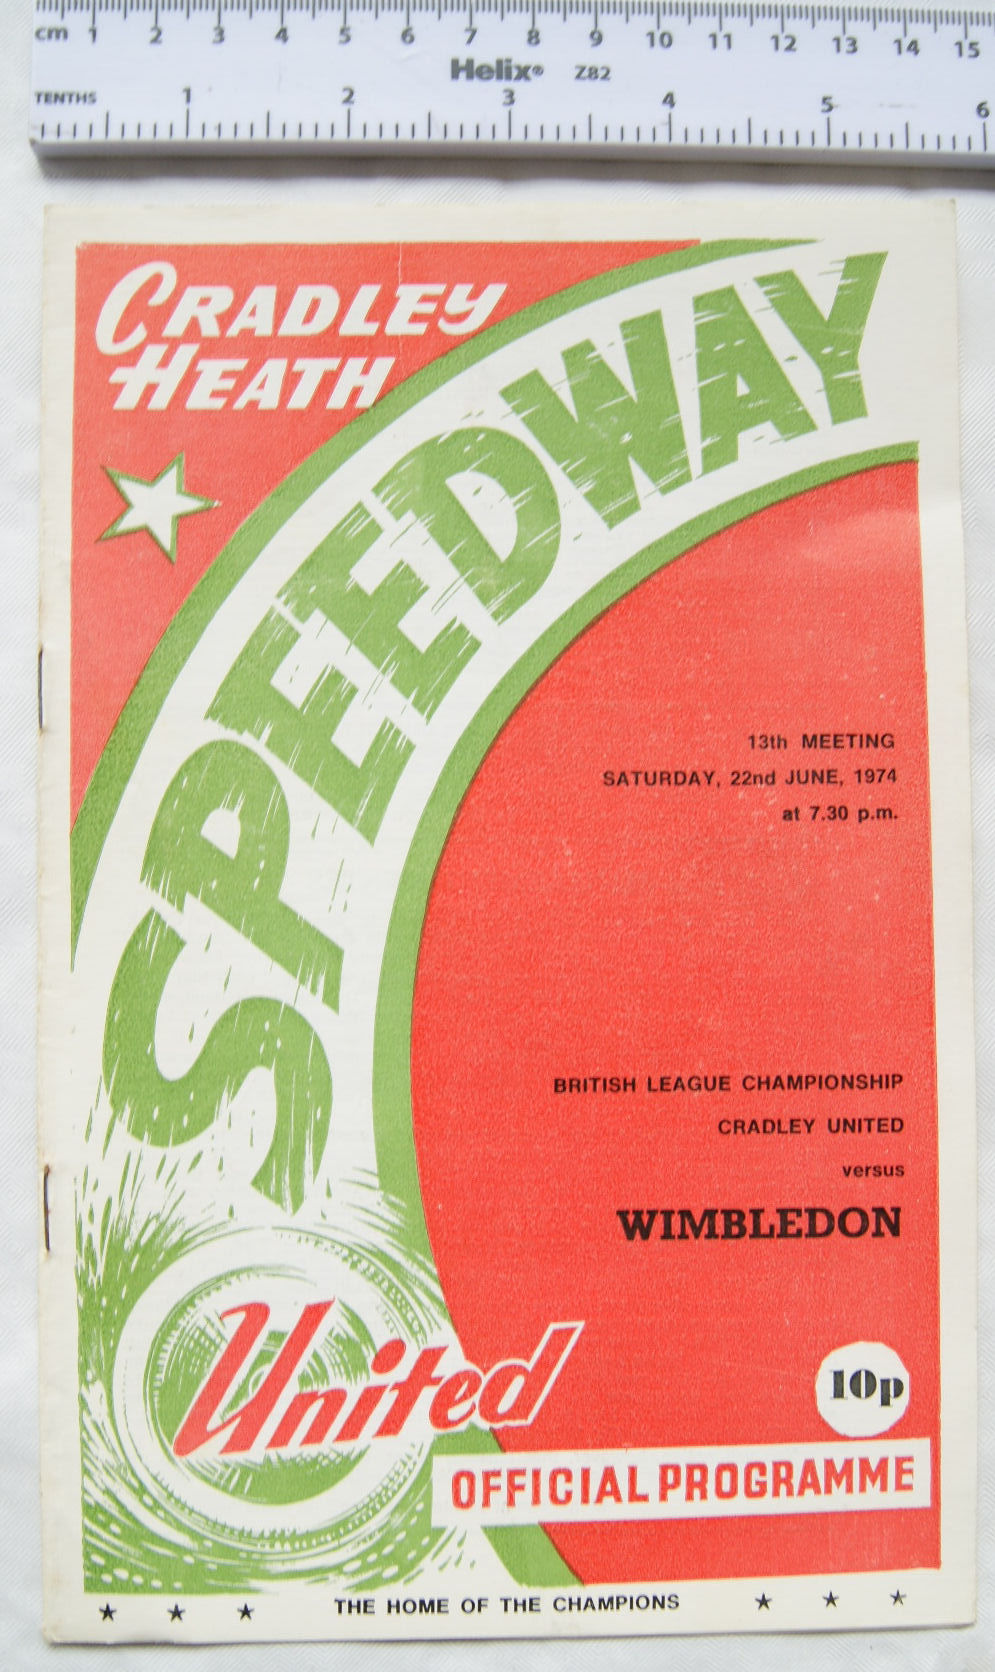 cm 1 2 3 4 5 6 7 8 9 10 11 12 13 14 15
Helix® Z82
TENTHS 1 2 3 4 5 6
CRADLEY
HEATH
SPEEDWAY
13th MEETING
SATURDAY, 22nd JUNE, 1974
at 7.30 p.m.
BRITISH LEAGUE CHAMPIONSHIP
CRADLEY UNITED
versus
WIMBLEDON
United
10p
OFFICIAL PROGRAMME
THE HOME OF THE CHAMPIONS